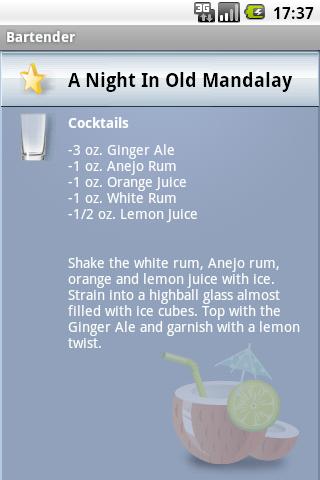 3G 17:37
Bartender
A Night In Old Mandalay
Cocktails
-3 oz. Ginger Ale
-1 oz. Anejo Rum
-1 oz. Orange Juice
-1 oz. White Rum
-1/2 oz. Lemon Juice
Shake the white rum, Anejo rum,
orange and lemon juice with ice.
Strain into a highball glass almost
filled with ice cubes. Top with the
Ginger Ale and garnish with a lemon
twist.